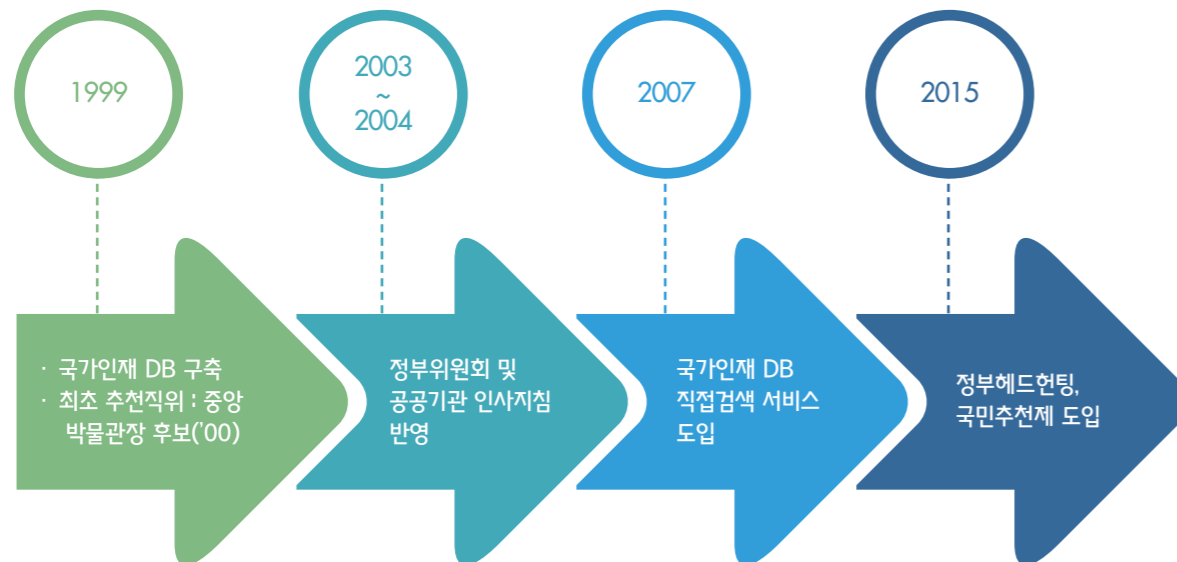 1999
2003
~
2004
2007
2015
· 국가인재 DB 구축
· 최초 추천직위 : 중앙
박물관장 후보('00)
정부위원회 및
공공기관 인사지침
반영
국가인재 DB
직접검색 서비스
도입
정부헤드헌팅,
국민추천제 도입